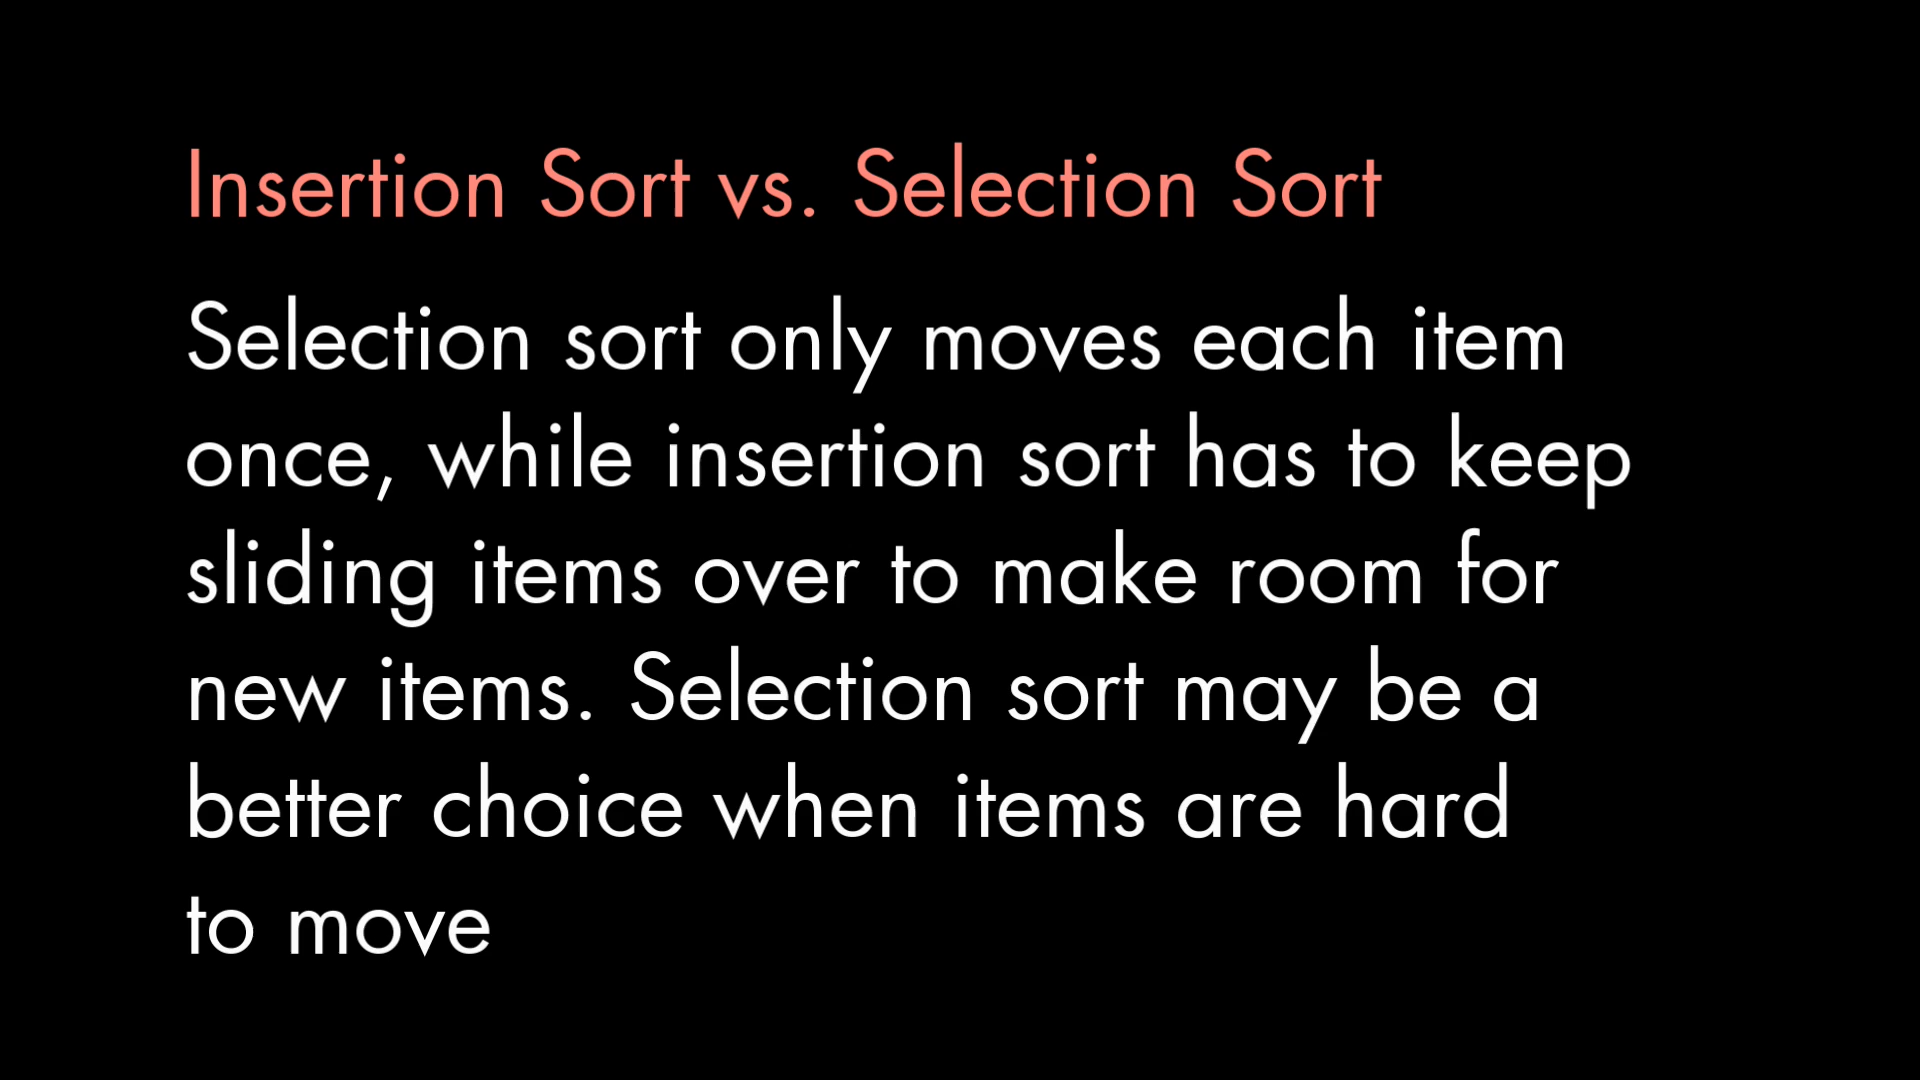 Insertion Sort vs. Selection Sort
Selection sort only moves each item
once, while insertion sort has to keep
sliding items over to make room for
new items. Selection sort may be a
better choice when items are hard
to move